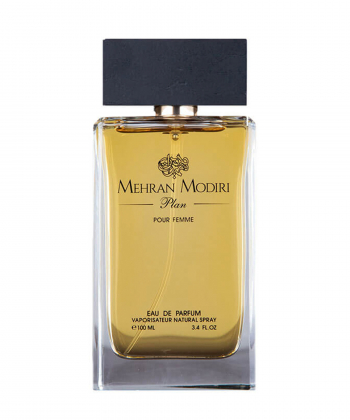 MEHRAN MODIRI
Plan
POUR FEMME
EAU DE PARFUM
VAPORISATEUR NATURAL SPRAY
℮100 ML 3.4 FL.OZ